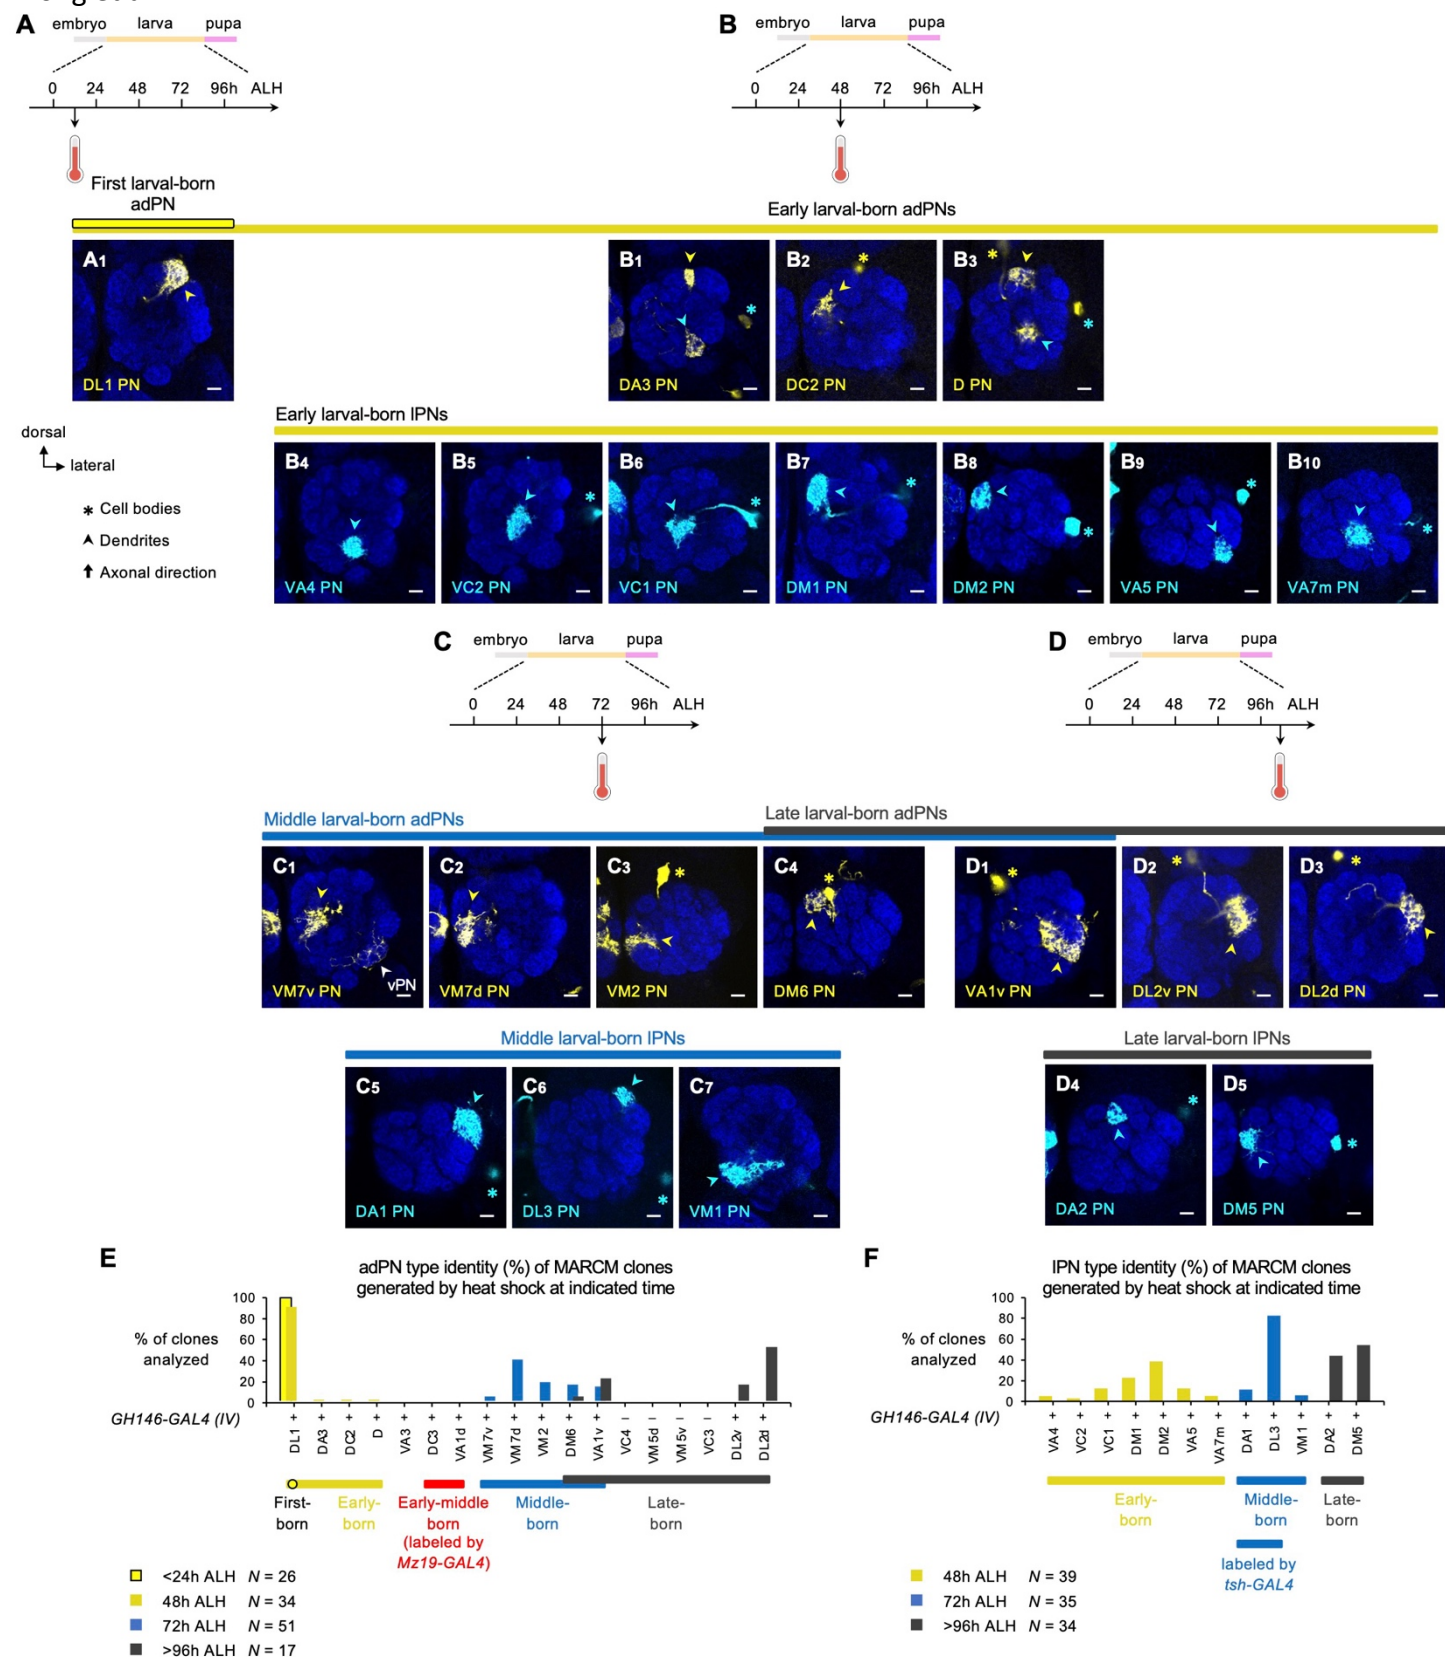 A
embryo larva pupa
0 24 48 72 96h ALH
B
embryo larva pupa
0 24 48 72 96h ALH
First larval-born
adPN
Early larval-born adPNs
A1
DL1 PN
B1
*
DA3 PN
B2
*
DC2 PN
B3
*
*
D PN
Early larval-born lPNs
dorsal
lateral
* Cell bodies
Dendrites
Axonal direction
B4
VA4 PN
B5
*
VC2 PN
B6
*
VC1 PN
B7
*
DM1 PN
B8
*
DM2 PN
B9
*
VA5 PN
B10
*
VA7m PN
C
embryo larva pupa
0 24 48 72 96h ALH
D
embryo larva pupa
0 24 48 72 96h ALH
Middle larval-born adPNs
Late larval-born adPNs
C1
vPN
VM7v PN
C2
VM7d PN
C3
*
VM2 PN
C4
*
DM6 PN
D1
*
VA1v PN
D2
*
DL2v PN
D3
*
DL2d PN
Middle larval-born lPNs
Late larval-born lPNs
C5
*
DA1 PN
C6
*
DL3 PN
C7
VM1 PN
D4
*
DA2 PN
D5
*
DM5 PN
E
adPN type identity (%) of MARCM clones
generated by heat shock at indicated time
% of clones
analyzed
100
80
60
40
20
0
GH146-GAL4 (IV)
+ + + + + + + + + + + + – – – – + +
DL1 DA3 DC2 D VA3 DC3 VA1d VM7v VM7d VM2 DM6 VA1v VC4 VM5d VM5v VC3 DL2v DL2d
First-
born
Early-
born
Early-middle
born
(labeled by
Mz19-GAL4)
Middle-
born
Late-
born
<24h ALH N = 26
48h ALH N = 34
72h ALH N = 51
>96h ALH N = 17
F
lPN type identity (%) of MARCM clones
generated by heat shock at indicated time
% of clones
analyzed
100
80
60
40
20
0
GH146-GAL4 (IV)
+ + + + + + + + + + + +
VA4 VC2 VC1 DM1 DM2 VA5 VA7m DA1 DL3 VM1 DA2 DM5
Early-
born
Middle-
born
Late-
born
labeled by
tsh-GAL4
48h ALH N = 39
72h ALH N = 35
>96h ALH N = 34